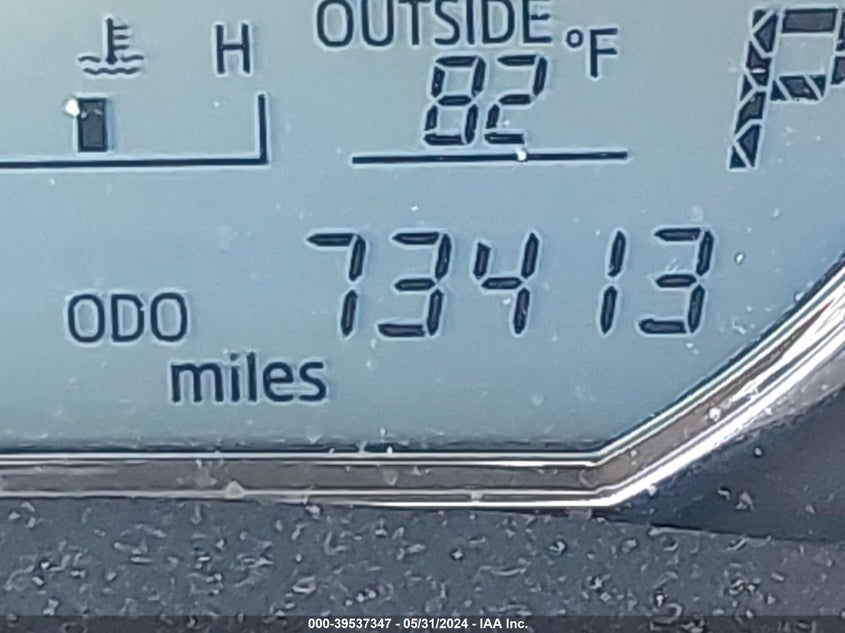 H
OUTSIDE °F
82
P
73413
ODO
miles
000-39537347 - 05/31/2024 - IAA Inc.